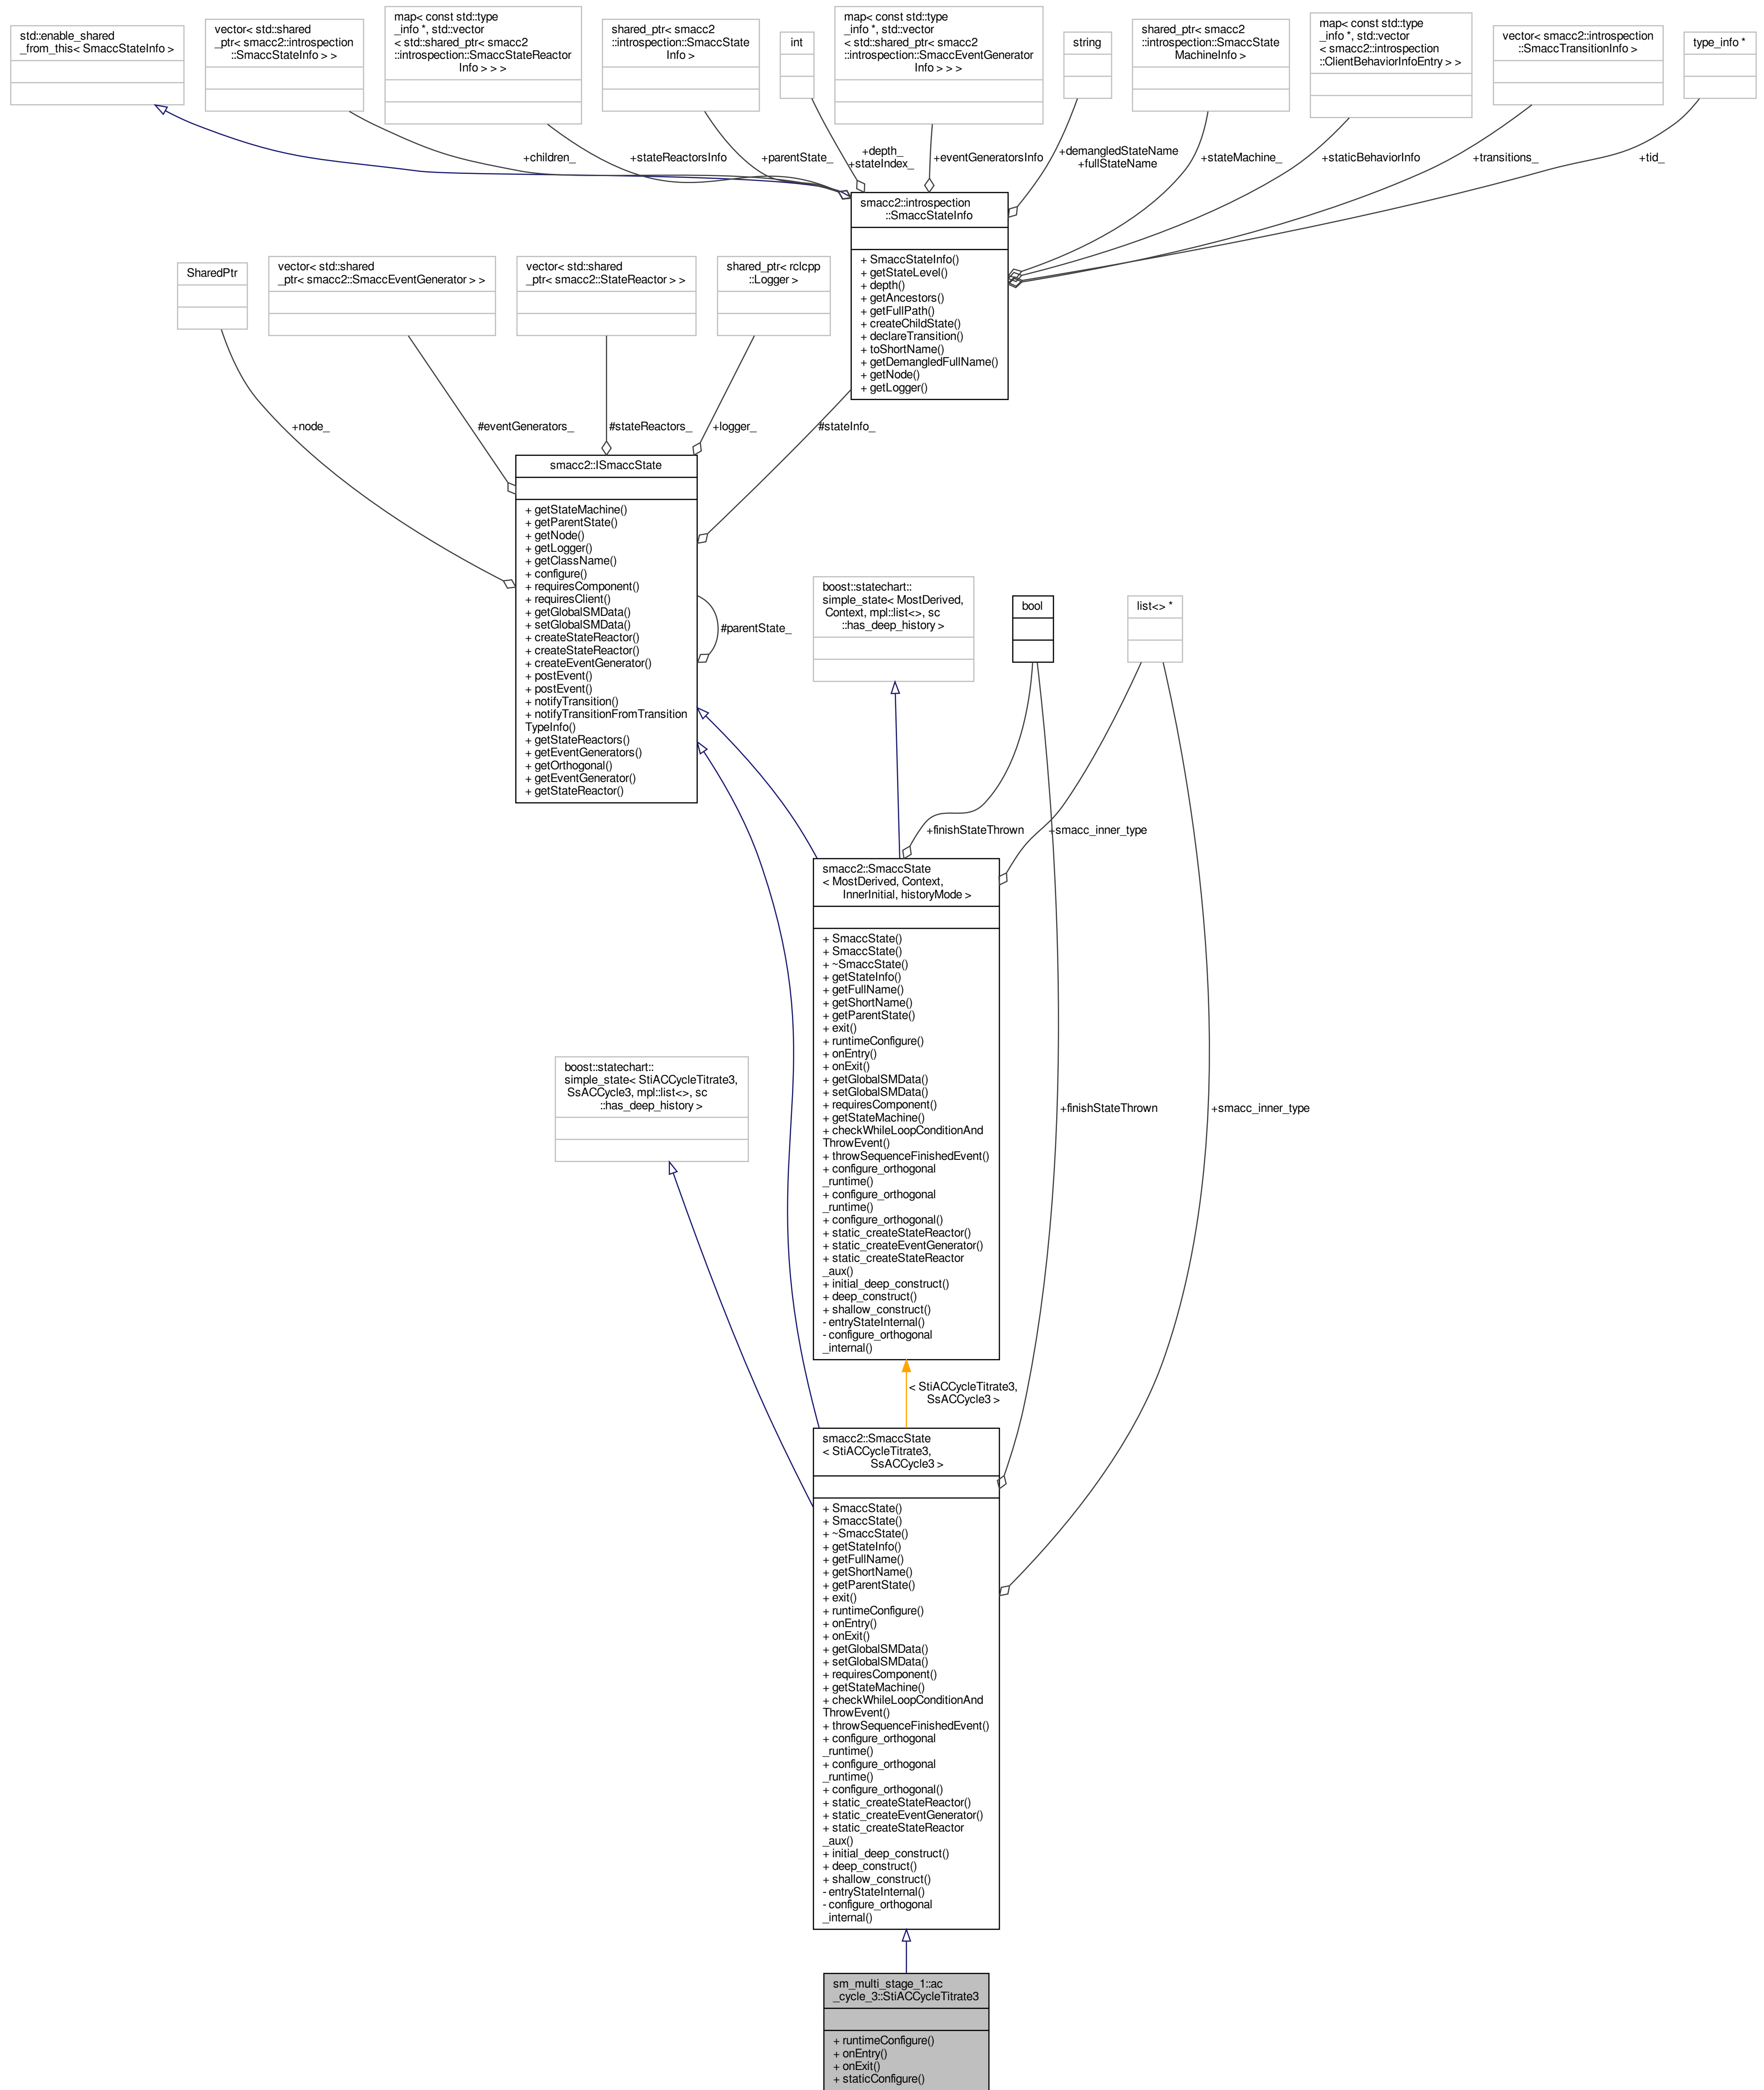 std::enable_shared
_from_this< SmaccStateInfo >
vector< std::shared
_ptr< smacc2::introspection
::SmaccStateInfo > >
map< const std::type
_info *, std::vector
< std::shared_ptr< smacc2
::introspection::SmaccStateReactor
Info > > >
shared_ptr< smacc2
::introspection::SmaccState
Info >
int
map< const std::type
_info *, std::vector
< std::shared_ptr< smacc2
::introspection::SmaccEventGenerator
Info > > >
string
shared_ptr< smacc2
::introspection::SmaccState
MachineInfo >
map< const std::type
_info *, std::vector
< smacc2::introspection
::ClientBehaviorInfoEntry > >
vector< smacc2::introspection
::SmaccTransitionInfo >
type_info *
+children_
+stateReactorsInfo
+parentState_
+depth_
+stateIndex_
+eventGeneratorsInfo
+demangledStateName
+fullStateName
+stateMachine_
+staticBehaviorInfo
+transitions_
+tid_
smacc2::introspection
::SmaccStateInfo
+ SmaccStateInfo()
+ getStateLevel()
+ depth()
+ getAncestors()
+ getFullPath()
+ createChildState()
+ declareTransition()
+ toShortName()
+ getDemangledFullName()
+ getNode()
+ getLogger()
SharedPtr
vector< std::shared
_ptr< smacc2::SmaccEventGenerator > >
vector< std::shared
_ptr< smacc2::StateReactor > >
shared_ptr< rclcpp
::Logger >
+node_
#eventGenerators_
#stateReactors_
+logger_
#stateInfo_
smacc2::ISmaccState
+ getStateMachine()
+ getParentState()
+ getNode()
+ getLogger()
+ getClassName()
+ configure()
+ requiresComponent()
+ requiresClient()
+ getGlobalSMData()
+ setGlobalSMData()
+ createStateReactor()
+ createStateReactor()
+ createEventGenerator()
+ postEvent()
+ postEvent()
+ notifyTransition()
+ notifyTransitionFromTransition
TypeInfo()
+ getStateReactors()
+ getEventGenerators()
+ getOrthogonal()
+ getEventGenerator()
+ getStateReactor()
#parentState_
boost::statechart::
simple_state< MostDerived,
Context, mpl::list<>, sc
::has_deep_history >
bool
list<> *
+finishStateThrown
+smacc_inner_type
smacc2::SmaccState
< MostDerived, Context,
InnerInitial, historyMode >
+ SmaccState()
+ SmaccState()
+ ~SmaccState()
+ getStateInfo()
+ getFullName()
+ getShortName()
+ getParentState()
+ exit()
+ runtimeConfigure()
+ onEntry()
+ onExit()
+ getGlobalSMData()
+ setGlobalSMData()
+ requiresComponent()
+ getStateMachine()
+ checkWhileLoopConditionAnd
ThrowEvent()
+ throwSequenceFinishedEvent()
+ configure_orthogonal
_runtime()
+ configure_orthogonal
_runtime()
+ configure_orthogonal()
+ static_createStateReactor()
+ static_createEventGenerator()
+ static_createStateReactor
_aux()
+ initial_deep_construct()
+ deep_construct()
+ shallow_construct()
- entryStateInternal()
- configure_orthogonal
_internal()
boost::statechart::
simple_state< StiACCycleTitrate3,
SsACCycle3, mpl::list<>, sc
::has_deep_history >
+finishStateThrown
+smacc_inner_type
< StiACCycleTitrate3,
SsACCycle3 >
smacc2::SmaccState
< StiACCycleTitrate3,
SsACCycle3 >
+ SmaccState()
+ SmaccState()
+ ~SmaccState()
+ getStateInfo()
+ getFullName()
+ getShortName()
+ getParentState()
+ exit()
+ runtimeConfigure()
+ onEntry()
+ onExit()
+ getGlobalSMData()
+ setGlobalSMData()
+ requiresComponent()
+ getStateMachine()
+ checkWhileLoopConditionAnd
ThrowEvent()
+ throwSequenceFinishedEvent()
+ configure_orthogonal
_runtime()
+ configure_orthogonal
_runtime()
+ configure_orthogonal()
+ static_createStateReactor()
+ static_createEventGenerator()
+ static_createStateReactor
_aux()
+ initial_deep_construct()
+ deep_construct()
+ shallow_construct()
- entryStateInternal()
- configure_orthogonal
_internal()
sm_multi_stage_1::ac
_cycle_3::StiACCycleTitrate3
+ runtimeConfigure()
+ onEntry()
+ onExit()
+ staticConfigure()